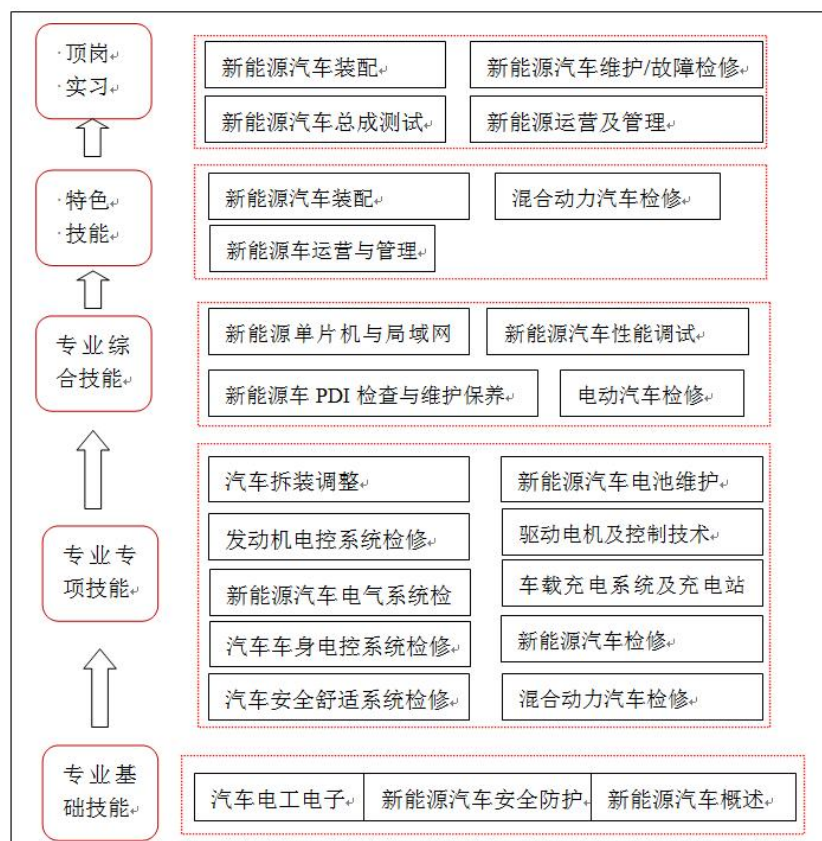 ·顶岗
·实习
新能源汽车装配
新能源汽车维护/故障检修
新能源汽车总成测试
新能源运营及管理
·特色
·技能
新能源汽车装配
混合动力汽车检修
新能源车运营与管理
专业综
合技能
新能源单片机与局域网
新能源汽车性能调试
新能源车 PDI 检查与维护保养
电动汽车检修
专业专
项技能
汽车拆装调整
新能源汽车电池维护
发动机电控系统检修
驱动电机及控制技术
新能源汽车电气系统检
车载充电系统及充电站
汽车车身电控系统检修
新能源汽车检修
汽车安全舒适系统检修
混合动力汽车检修
专业基
础技能
汽车电工电子
新能源汽车安全防护
新能源汽车概述